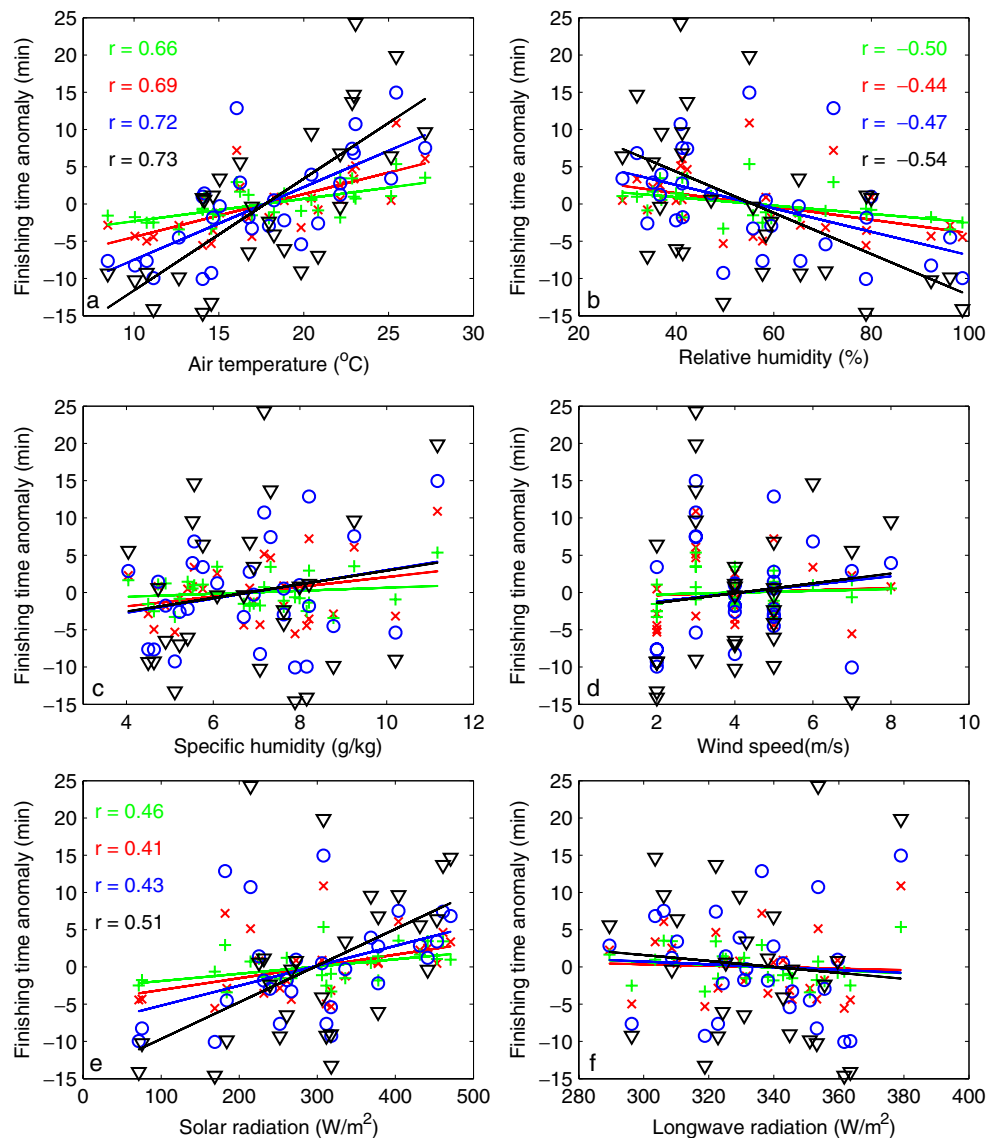 25
20
15
10
5
0
−5
−10
−15
Finishing time anomaly (min)
r = 0.66
r = 0.69
r = 0.72
r = 0.73
a
10 15 20 25 30
Air temperature (°C)
25
20
15
10
5
0
−5
−10
−15
Finishing time anomaly (min)
r = −0.50
r = −0.44
r = −0.47
r = −0.54
b
20 40 60 80 100
Relative humidity (%)
25
20
15
10
5
0
−5
−10
−15
Finishing time anomaly (min)
c
4 6 8 10 12
Specific humidity (g/kg)
25
20
15
10
5
0
−5
−10
−15
Finishing time anomaly (min)
d
0 2 4 6 8 10
Wind speed(m/s)
25
20
15
10
5
0
−5
−10
−15
Finishing time anomaly (min)
r = 0.46
r = 0.41
r = 0.43
r = 0.51
e
0 100 200 300 400 500
Solar radiation (W/m²)
25
20
15
10
5
0
−5
−10
−15
Finishing time anomaly (min)
f
280 300 320 340 360 380 400
Longwave radiation (W/m²)